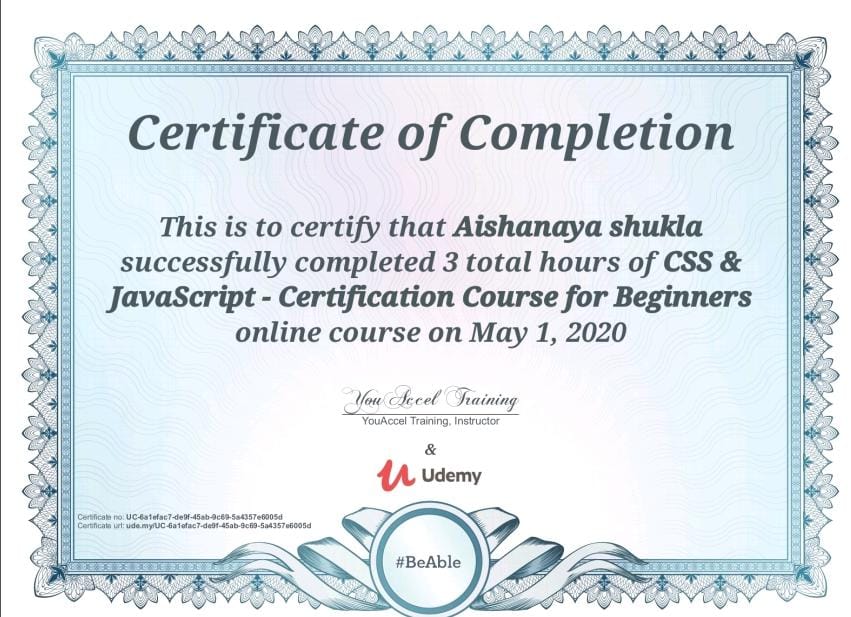 Certificate of Completion
This is to certify that Aishanaya shukla
successfully completed 3 total hours of CSS &
JavaScript - Certification Course for Beginners
online course on May 1, 2020
YouAccel Training
YouAccel Training, Instructor
&
Udemy
Certificate no: UC-6a1efac7-de9f-45ab-9c69-5a4357e6005d
Certificate url: ude.my/UC-6a1efac7-de9f-45ab-9c69-5a4357e6005d
#BeAble